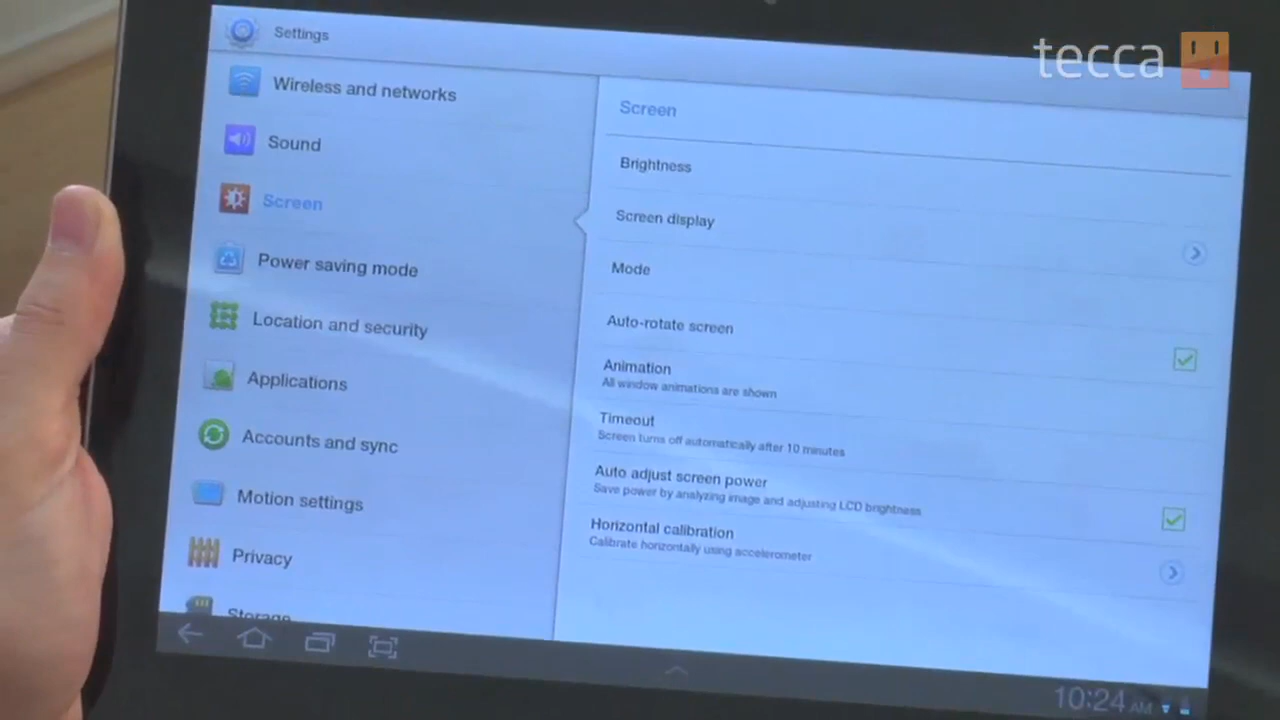 tecca
Settings
Wireless and networks
Sound
Screen
Power saving mode
Location and security
Applications
Accounts and sync
Motion settings
Privacy
Storage
Screen
Brightness
Screen display
Mode
Auto-rotate screen
Animation
All window animations are shown
Timeout
Screen turns off automatically after 10 minutes
Auto adjust screen power
Save power by analyzing image and adjusting LCD brightness
Horizontal calibration
Calibrate horizontally using accelerometer
10:24 AM